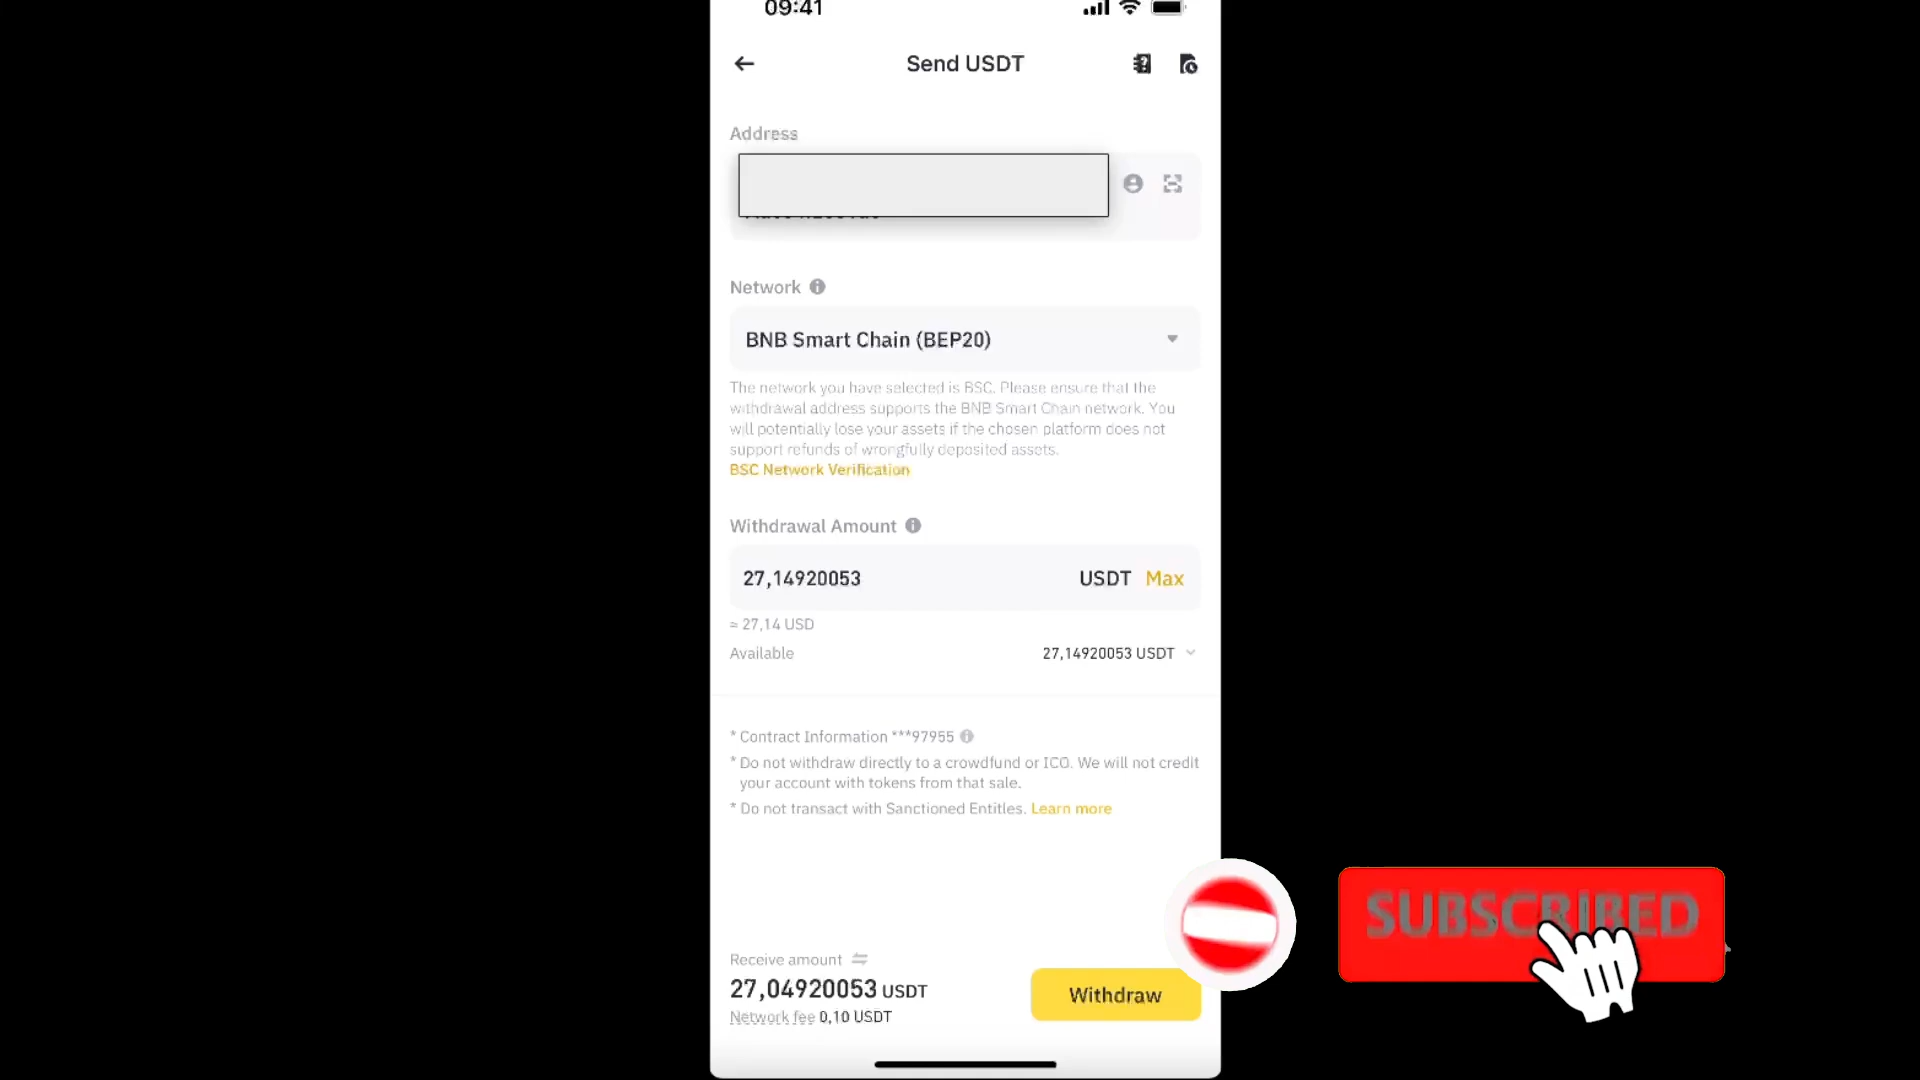 09:41
Send USDT
Address
Network
BNB Smart Chain (BEP20)
The network you have selected is BSC. Please ensure that the
withdrawal address supports the BNB Smart Chain network. You
will potentially lose your assets if the chosen platform does not
support refunds of wrongfully deposited assets.
BSC Network Verification
Withdrawal Amount
27,14920053 USDT Max
≈ 27,14 USD
Available 27,14920053 USDT
* Contract Information ***97955
* Do not withdraw directly to a crowdfund or ICO. We will not credit
your account with tokens from that sale.
* Do not transact with Sanctioned Entitles. Learn more
Receive amount
27,04920053 USDT
Network fee 0,10 USDT
Withdraw
SUBSCRIBED